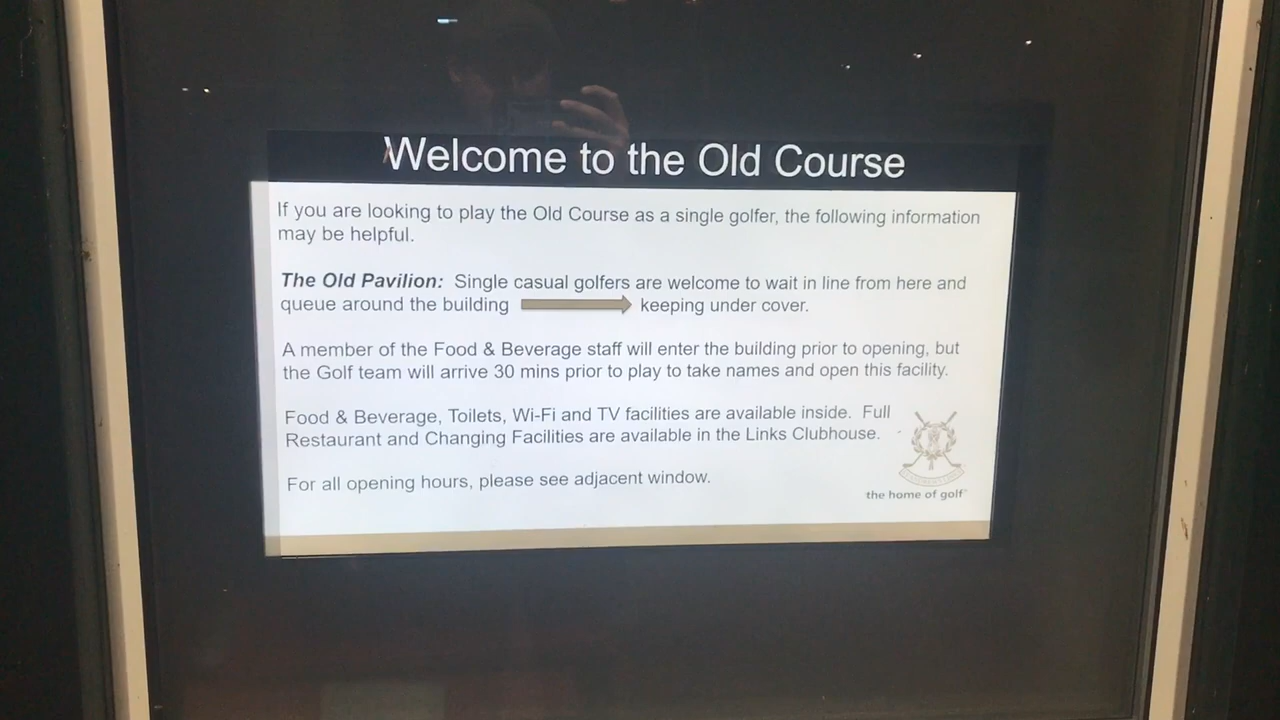 Welcome to the Old Course
If you are looking to play the Old Course as a single golfer, the following information
may be helpful.
The Old Pavilion: Single casual golfers are welcome to wait in line from here and
queue around the building keeping under cover.
A member of the Food & Beverage staff will enter the building prior to opening, but
the Golf team will arrive 30 mins prior to play to take names and open this facility.
Food & Beverage, Toilets, Wi-Fi and TV facilities are available inside. Full
Restaurant and Changing Facilities are available in the Links Clubhouse.
For all opening hours, please see adjacent window.
the home of golf